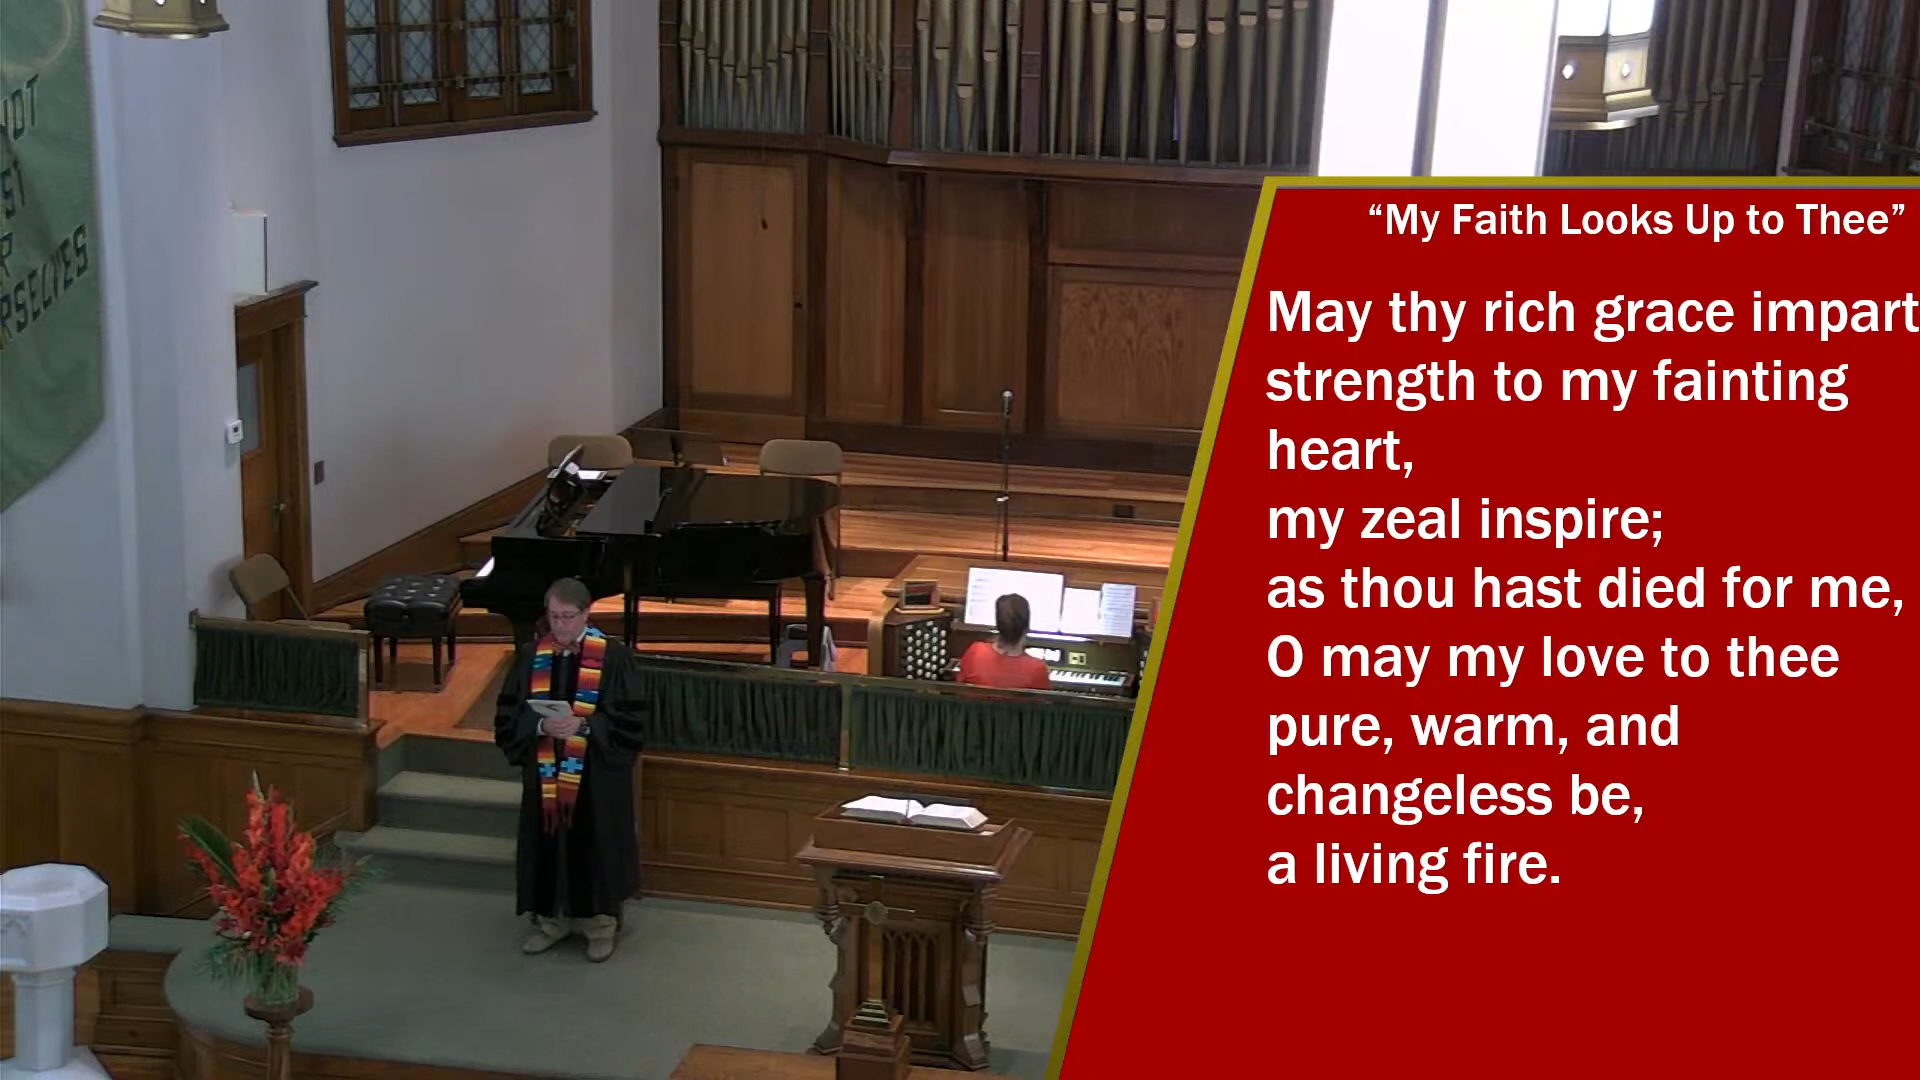 “My Faith Looks Up to Thee”
May thy rich grace impart
strength to my fainting
heart,
my zeal inspire;
as thou hast died for me,
O may my love to thee
pure, warm, and
changeless be,
a living fire.